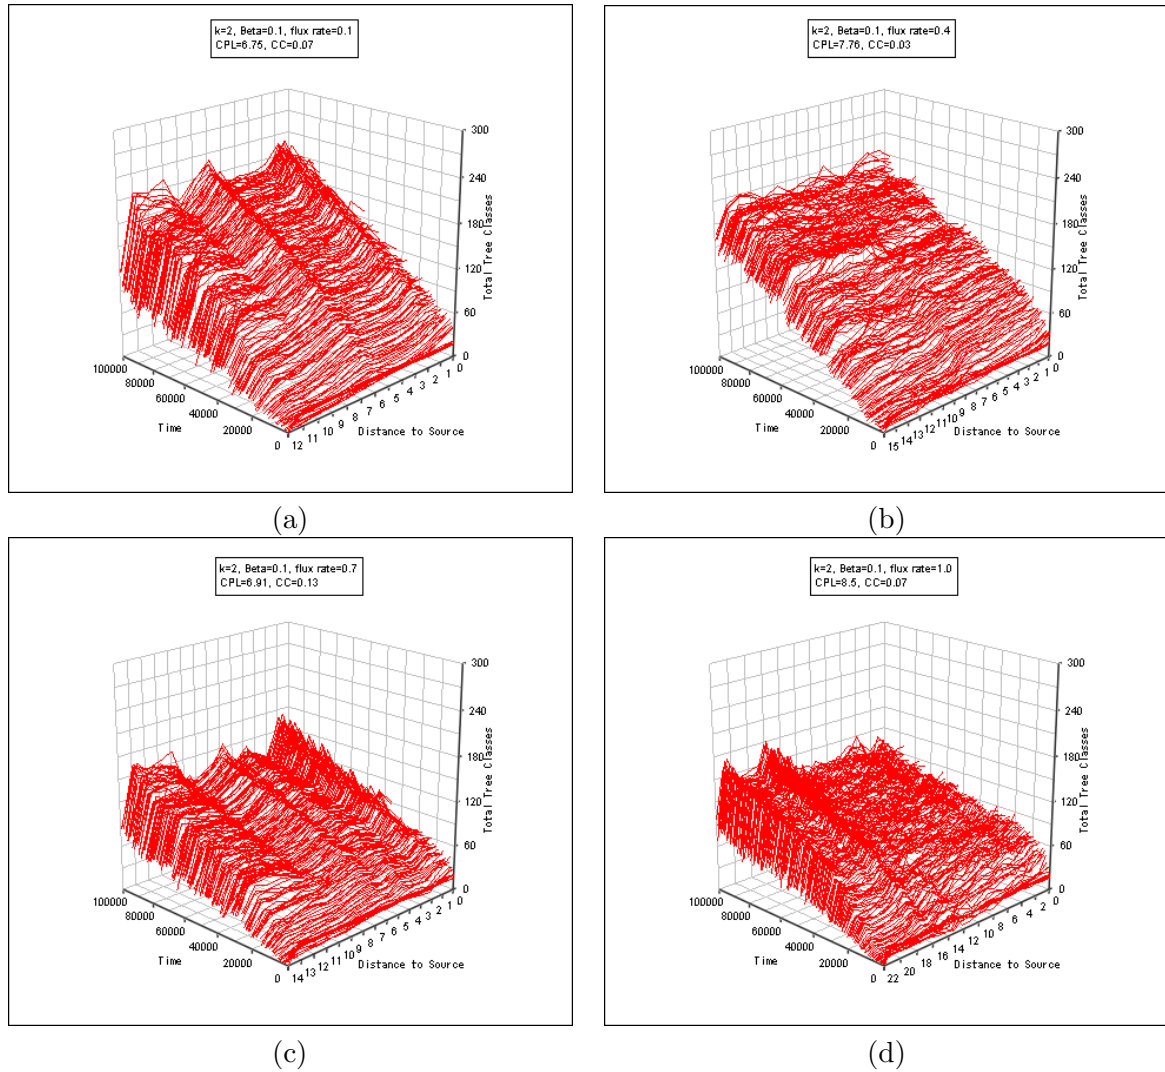 k=2, Beta=0.1, flux rate=0.1
CPL=6.75, CC=0.07
300
240
180
120
60
0
Total Tree Classes
100000
80000
60000
40000
20000
0
Time
12 11 10 9 8 7 6 5 4 3 2 1 0
Distance to Source
(a)
k=2, Beta=0.1, flux rate=0.4
CPL=7.76, CC=0.03
300
240
180
120
60
0
Total Tree Classes
100000
80000
60000
40000
20000
0
Time
15 14 13 12 11 10 9 8 7 6 5 4 3 2 1 0
Distance to Source
(b)
k=2, Beta=0.1, flux rate=0.7
CPL=6.91, CC=0.13
300
240
180
120
60
0
Total Tree Classes
100000
80000
60000
40000
20000
0
Time
14 13 12 11 10 9 8 7 6 5 4 3 2 1 0
Distance to Source
(c)
k=2, Beta=0.1, flux rate=1.0
CPL=8.5, CC=0.07
300
240
180
120
60
0
Total Tree Classes
100000
80000
60000
40000
20000
0
Time
22 20 18 16 14 12 10 8 6 4 2 0
Distance to Source
(d)